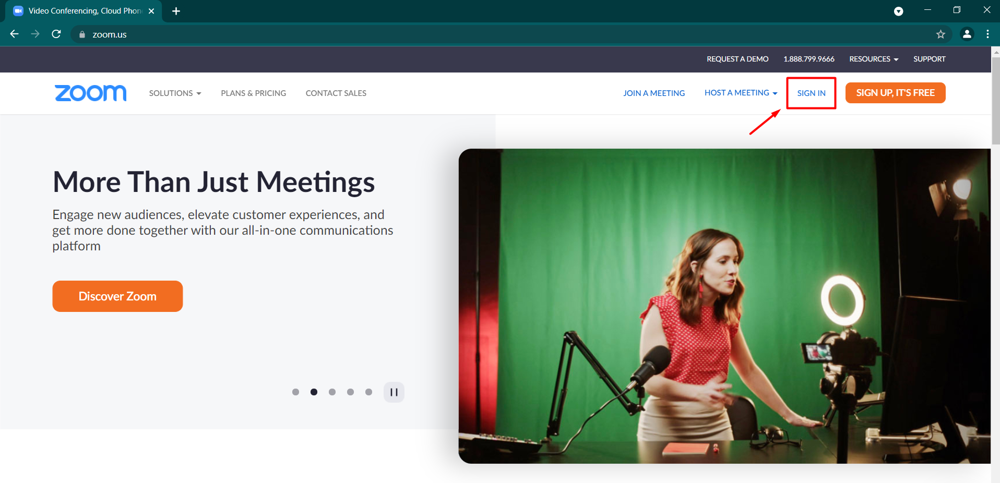 Video Conferencing, Cloud Phon
zoom.us
REQUEST A DEMO 1.888.799.9666 RESOURCES SUPPORT
zoom SOLUTIONS PLANS & PRICING CONTACT SALES JOIN A MEETING HOST A MEETING SIGN IN SIGN UP, IT'S FREE
More Than Just Meetings
Engage new audiences, elevate customer experiences, and
get more done together with our all-in-one communications
platform
Discover Zoom